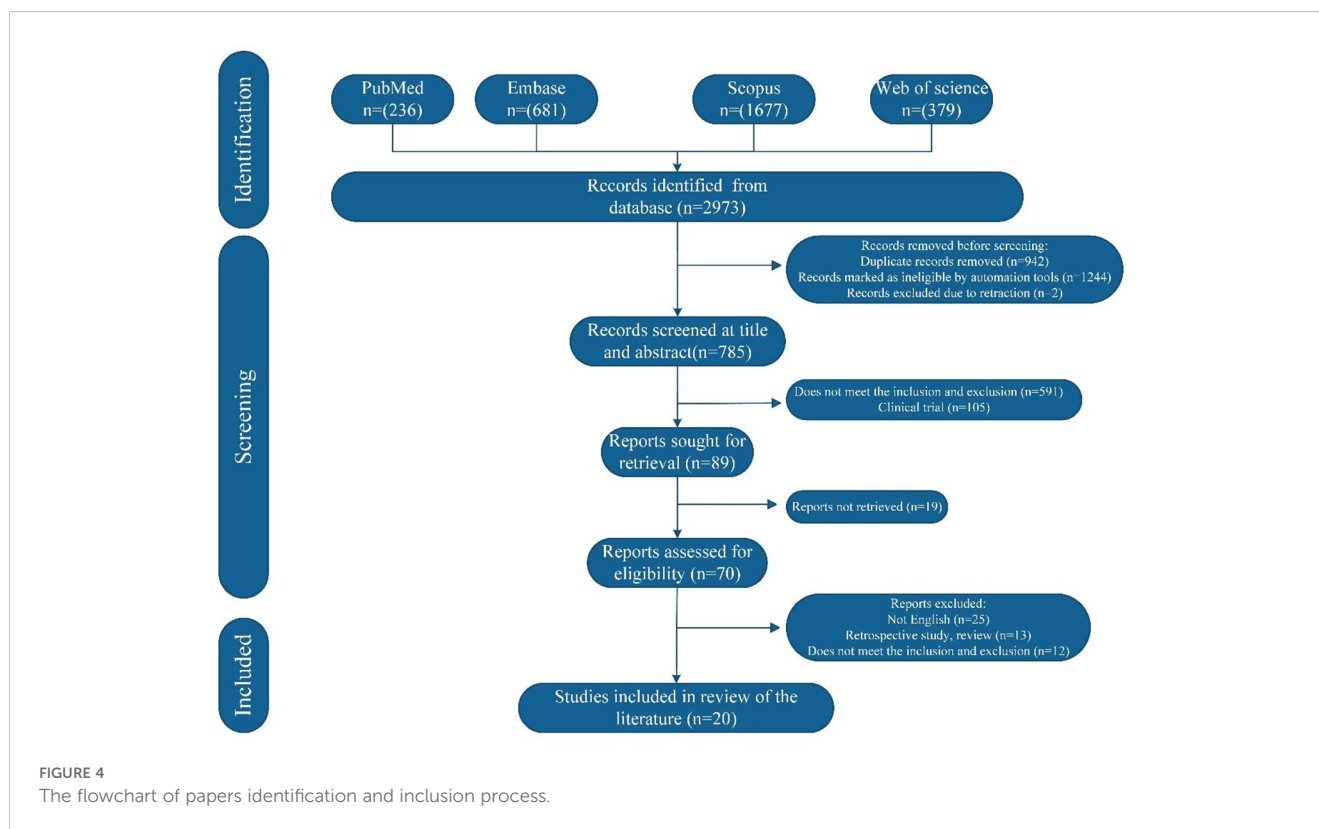 Identification
PubMed
n=(236)
Embase
n=(681)
Scopus
n=(1677)
Web of science
n=(379)
Records identified from
database (n=2973)
Screening
Records removed before screening:
Duplicate records removed (n=942)
Records marked as ineligible by automation tools (n=1244)
Records excluded due to retraction (n=2)
Records screened at title
and abstract(n=785)
Does not meet the inclusion and exclusion (n=591)
Clinical trial (n=105)
Reports sought for
retrieval (n=89)
Reports not retrieved (n=19)
Reports assessed for
eligibility (n=70)
Reports excluded:
Not English (n=25)
Retrospective study, review (n=13)
Does not meet the inclusion and exclusion (n=12)
Included
Studies included in review of the
literature (n=20)
FIGURE 4
The flowchart of papers identification and inclusion process.